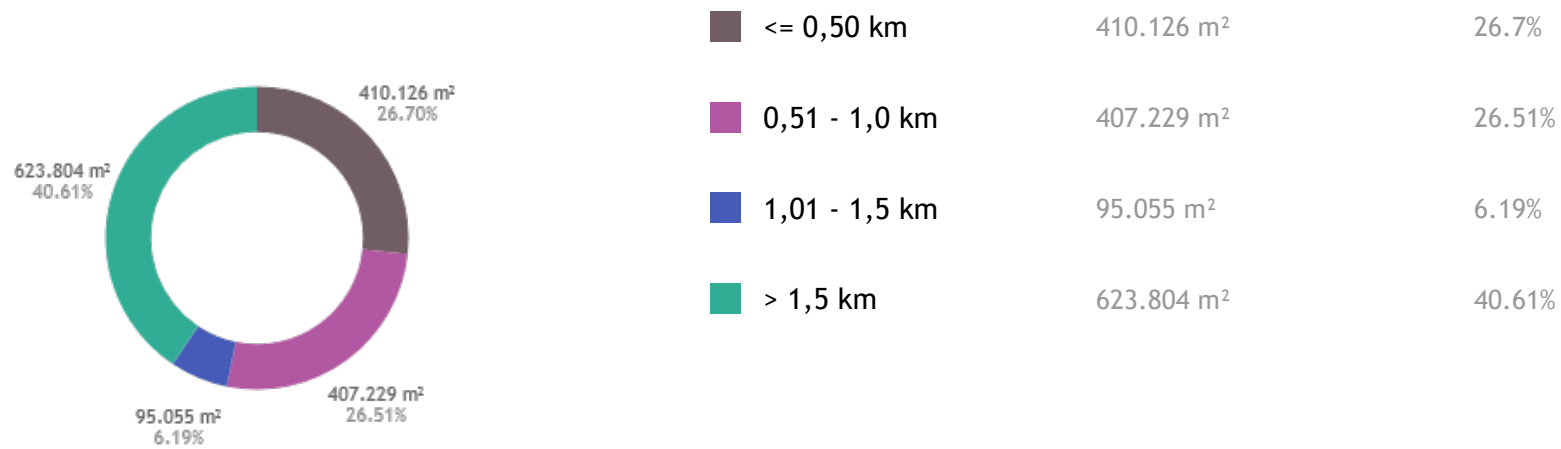 410.126 m²
26.70%
623.804 m²
40.61%
407.229 m²
26.51%
95.055 m²
6.19%
<= 0,50 km 410.126 m² 26.7%
0,51 - 1,0 km 407.229 m² 26.51%
1,01 - 1,5 km 95.055 m² 6.19%
> 1,5 km 623.804 m² 40.61%